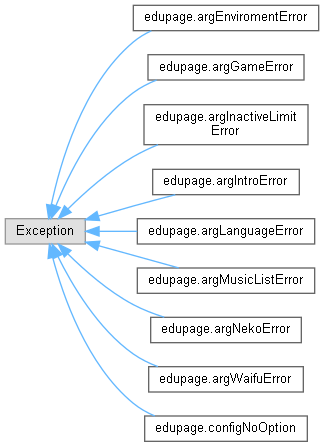 edupage.argEnviromentError
edupage.argGameError
edupage.argInactiveLimit
Error
edupage.argIntroError
Exception
edupage.argLanguageError
edupage.argMusicListError
edupage.argNekoError
edupage.argWaifuError
edupage.configNoOption